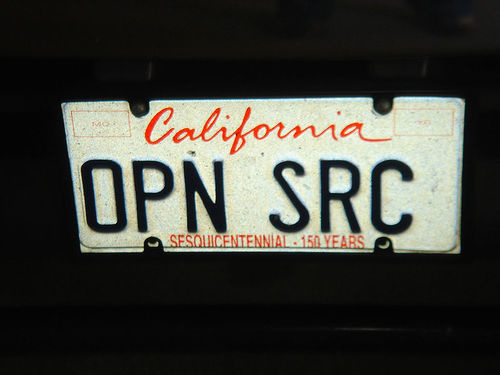 California
OPN SRC
SESQUICENTENNIAL - 150 YEARS